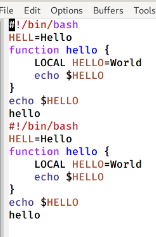 File Edit Options Buffers Tools
#!/bin/bash
HELL=Hello
function hello {
    LOCAL HELLO=World
    echo $HELLO
}
echo $HELLO
hello
#!/bin/bash
HELL=Hello
function hello {
    LOCAL HELLO=World
    echo $HELLO
}
echo $HELLO
hello